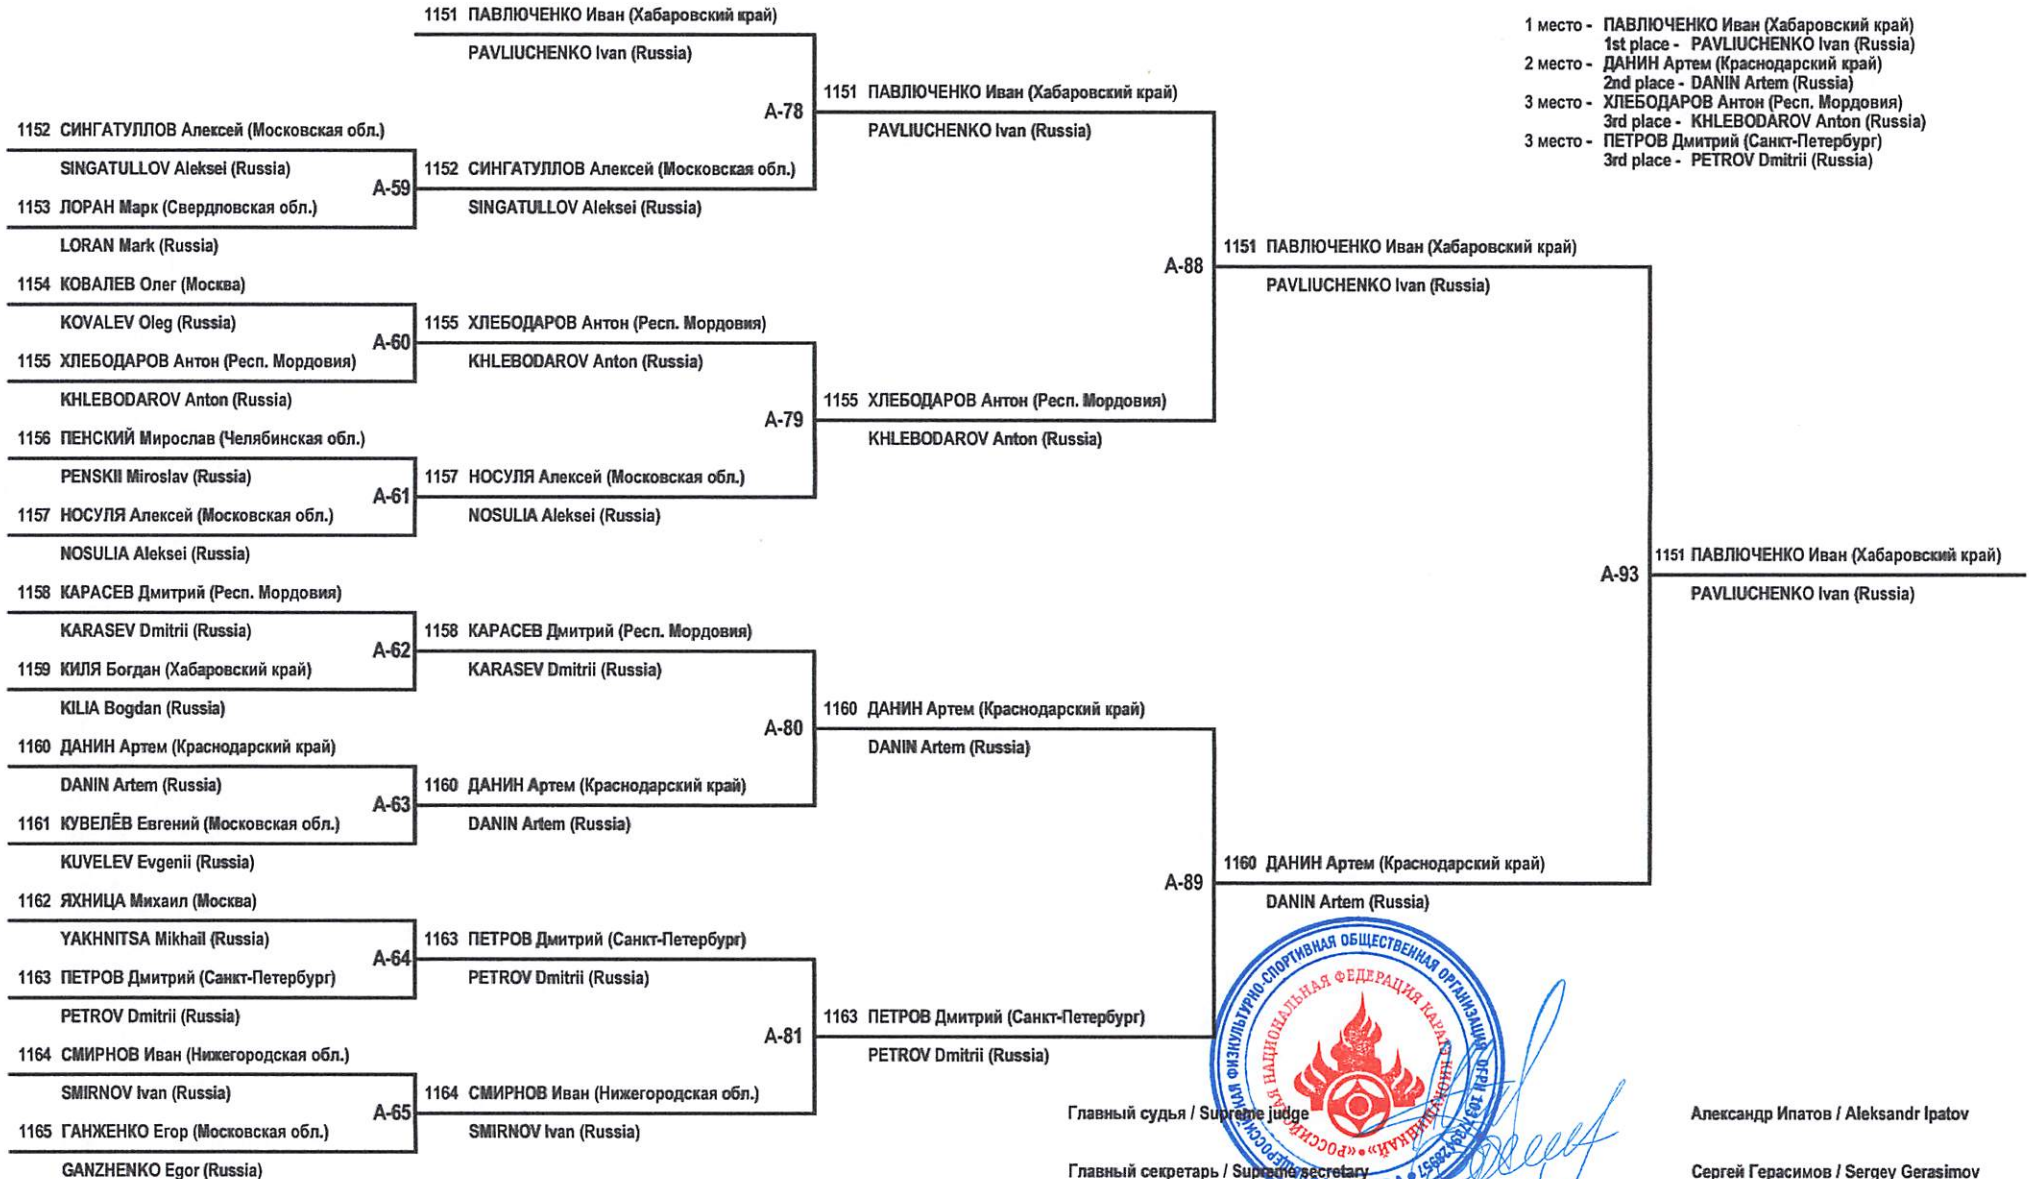 1151 ПАВЛЮЧЕНКО Иван (Хабаровский край)
PAVLIUCHENKO Ivan (Russia)
1152 СИНГАТУЛЛОВ Алексей (Московская обл.)
SINGATULLOV Aleksei (Russia)
A-59
1153 ЛОРАН Марк (Свердловская обл.)
LORAN Mark (Russia)
1154 КОВАЛЕВ Олег (Москва)
KOVALEV Oleg (Russia)
A-60
1155 ХЛЕБОДАРОВ Антон (Респ. Мордовия)
KHLEBODAROV Anton (Russia)
1156 ПЕНСКИЙ Мирослав (Челябинская обл.)
PENSKII Miroslav (Russia)
A-61
1157 НОСУЛЯ Алексей (Московская обл.)
NOSULIA Aleksei (Russia)
1158 КАРАСЕВ Дмитрий (Респ. Мордовия)
KARASEV Dmitrii (Russia)
A-62
1159 КИЛЯ Богдан (Хабаровский край)
KILIA Bogdan (Russia)
1160 ДАНИН Артем (Краснодарский край)
DANIN Artem (Russia)
A-63
1161 КУВЕЛЁВ Евгений (Московская обл.)
KUVELEV Evgenii (Russia)
1162 ЯХНИЦА Михаил (Москва)
YAKHNITSA Mikhail (Russia)
A-64
1163 ПЕТРОВ Дмитрий (Санкт-Петербург)
PETROV Dmitrii (Russia)
1164 СМИРНОВ Иван (Нижегородская обл.)
SMIRNOV Ivan (Russia)
A-65
1165 ГАНЖЕНКО Егор (Московская обл.)
GANZHENKO Egor (Russia)
A-78
1152 СИНГАТУЛЛОВ Алексей (Московская обл.)
SINGATULLOV Aleksei (Russia)
1155 ХЛЕБОДАРОВ Антон (Респ. Мордовия)
KHLEBODAROV Anton (Russia)
A-79
1157 НОСУЛЯ Алексей (Московская обл.)
NOSULIA Aleksei (Russia)
1158 КАРАСЕВ Дмитрий (Респ. Мордовия)
KARASEV Dmitrii (Russia)
A-80
1160 ДАНИН Артем (Краснодарский край)
DANIN Artem (Russia)
1163 ПЕТРОВ Дмитрий (Санкт-Петербург)
PETROV Dmitrii (Russia)
A-81
1164 СМИРНОВ Иван (Нижегородская обл.)
SMIRNOV Ivan (Russia)
1151 ПАВЛЮЧЕНКО Иван (Хабаровский край)
PAVLIUCHENKO Ivan (Russia)
A-88
1155 ХЛЕБОДАРОВ Антон (Респ. Мордовия)
KHLEBODAROV Anton (Russia)
1160 ДАНИН Артем (Краснодарский край)
DANIN Artem (Russia)
A-89
1163 ПЕТРОВ Дмитрий (Санкт-Петербург)
PETROV Dmitrii (Russia)
1151 ПАВЛЮЧЕНКО Иван (Хабаровский край)
PAVLIUCHENKO Ivan (Russia)
A-93
1160 ДАНИН Артем (Краснодарский край)
DANIN Artem (Russia)
1151 ПАВЛЮЧЕНКО Иван (Хабаровский край)
PAVLIUCHENKO Ivan (Russia)
1 место - ПАВЛЮЧЕНКО Иван (Хабаровский край)
1st place - PAVLIUCHENKO Ivan (Russia)
2 место - ДАНИН Артем (Краснодарский край)
2nd place - DANIN Artem (Russia)
3 место - ХЛЕБОДАРОВ Антон (Респ. Мордовия)
3rd place - KHLEBODAROV Anton (Russia)
3 место - ПЕТРОВ Дмитрий (Санкт-Петербург)
3rd place - PETROV Dmitrii (Russia)
ФИЗКУЛЬТУРНО-СПОРТИВНАЯ ОБЩЕСТВЕННАЯ ОРГАНИЗАЦИЯ ОГРН
«РОССИЙСКАЯ НАЦИОНАЛЬНАЯ ФЕДЕРАЦИЯ КАРАТЭ КИОКУШИНКАЙ»
Главный судья / Supreme judge
Александр Ипатов / Aleksandr Ipatov
Главный секретарь / Supreme secretary
Сергей Герасимов / Sergey Gerasimov